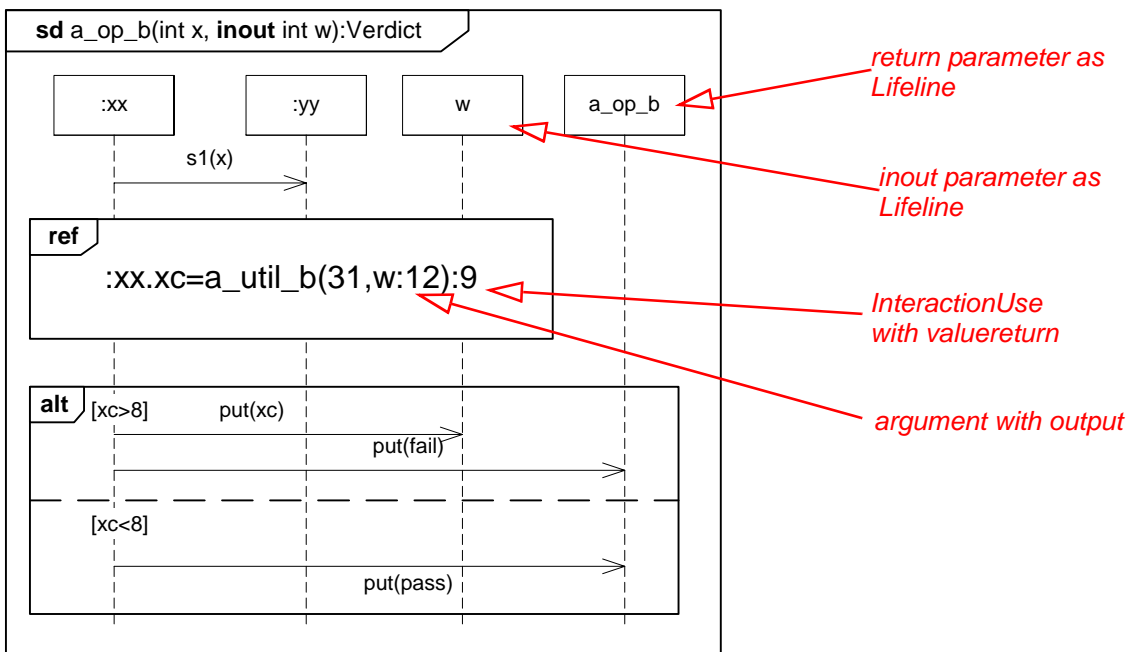 sd a_op_b(int x, inout int w):Verdict
:xx
:yy
w
a_op_b
return parameter as
Lifeline
s1(x)
inout parameter as
Lifeline
ref
:xx.xc=a_util_b(31,w:12):9
InteractionUse
with valuereturn
alt
[xc>8]
put(xc)
argument with output
put(fail)
[xc<8]
put(pass)